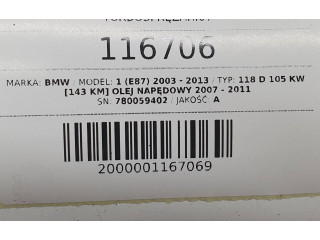 116706
MARKA: BMW / MODEL: 1 (E87) 2003 - 2013 / TYP: 118 D 105 KW
[143 KM] OLEJ NAPĘDOWY 2007 - 2011
SN: 780059402 / JAKOŚĆ: A
2000001167069